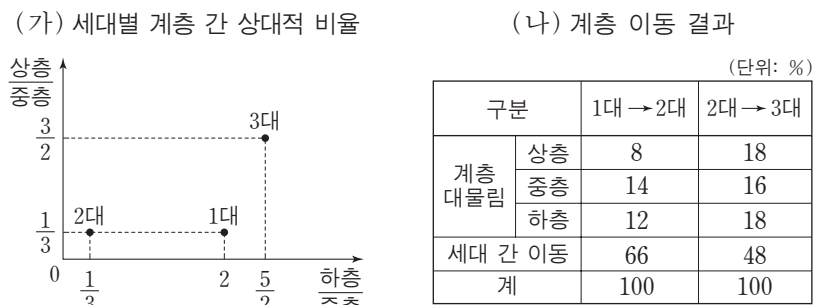 (가) 세대별 계층 간 상대적 비율
상층
중층
3
2
3대
1
3
2대
1대
0
1
3
2
5
2
하층
중층
(나) 계층 이동 결과
(단위: %)
구분 1대→2대 2대→3대
계층 대물림
상층 8 18
중층 14 16
하층 12 18
세대 간 이동 66 48
계 100 100